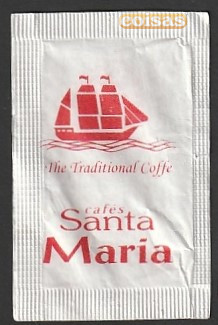 coisas
The Traditional Coffe
cafés
Santa
Maria